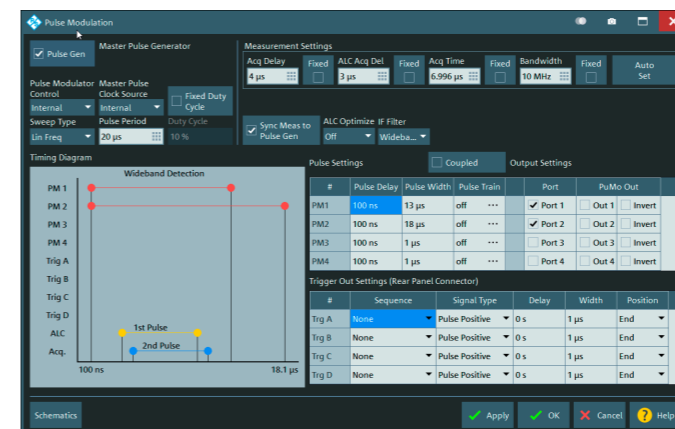 Pulse Modulation
Pulse Gen
Master Pulse Generator
Pulse Modulator Control
Internal
Master Pulse Clock Source
Internal
Fixed Duty Cycle
Sweep Type
Lin Freq
Pulse Period
20 µs
Duty Cycle
10 %
Measurement Settings
Acq Delay
4 µs
Fixed
ALC Acq Del
3 µs
Fixed
Acq Time
6.996 µs
Fixed
Bandwidth
10 MHz
Fixed
Auto Set
Sync Meas to Pulse Gen
ALC Optimize
Off
IF Filter
Wideba...
Timing Diagram
Wideband Detection
PM 1
PM 2
PM 3
PM 4
Trig A
Trig B
Trig C
Trig D
ALC
Acq.
1st Pulse
2nd Pulse
100 ns
18.1 µs
Pulse Settings
Coupled
Output Settings
# Pulse Delay Pulse Width Pulse Train Port PuMo Out
PM1 100 ns 13 µs off ... Port 1 Out 1 Invert
PM2 100 ns 18 µs off ... Port 2 Out 2 Invert
PM3 100 ns 1 µs off ... Port 3 Out 3 Invert
PM4 100 ns 1 µs off ... Port 4 Out 4 Invert
Trigger Out Settings (Rear Panel Connector)
# Sequence Signal Type Delay Width Position
Trg A None Pulse Positive 0 s 1 µs End
Trg B None Pulse Positive 0 s 1 µs End
Trg C None Pulse Positive 0 s 1 µs End
Trg D None Pulse Positive 0 s 1 µs End
Schematics
Apply
OK
Cancel
Help